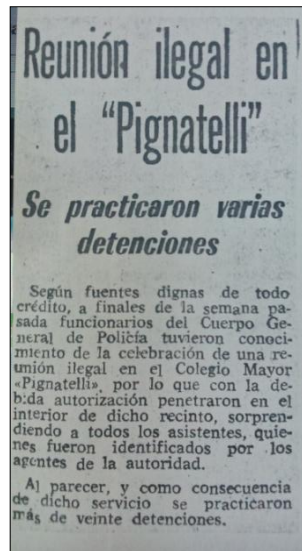 Reunión ilegal en
el “Pignatelli”
Se practicaron varias
detenciones
Según fuentes dignas de todo
crédito, a finales de la semana pa-
sada funcionarios del Cuerpo Ge-
neral de Policía tuvieron conoci-
miento de la celebración de una re-
unión ilegal en el Colegio Mayor
«Pignatelli», por lo que con la de-
bida autorización penetraron en el
interior de dicho recinto, sorpren-
diendo a todos los asistentes, quie-
nes fueron identificados por los
agentes de la autoridad.
Al parecer, y como consecuencia
de dicho servicio se practicaron
más de veinte detenciones.